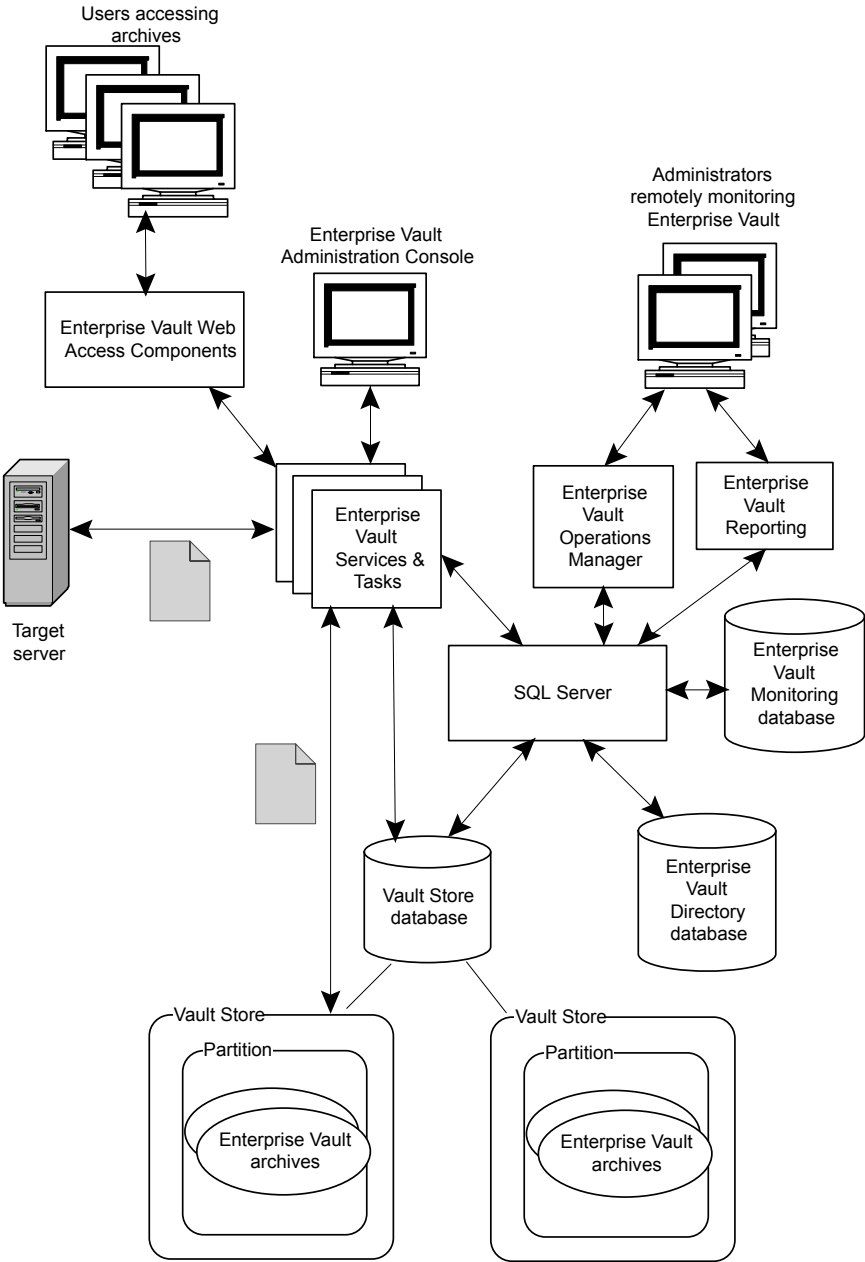 Users accessing
archives
Administrators
remotely monitoring
Enterprise Vault
Enterprise Vault
Administration Console
Enterprise Vault Web
Access Components
Enterprise
Vault
Services &
Tasks
Enterprise
Vault
Operations
Manager
Enterprise
Vault
Reporting
Target
server
SQL Server
Enterprise
Vault
Monitoring
database
Vault Store
database
Enterprise
Vault
Directory
database
Vault Store
Partition
Enterprise Vault
archives
Vault Store
Partition
Enterprise Vault
archives